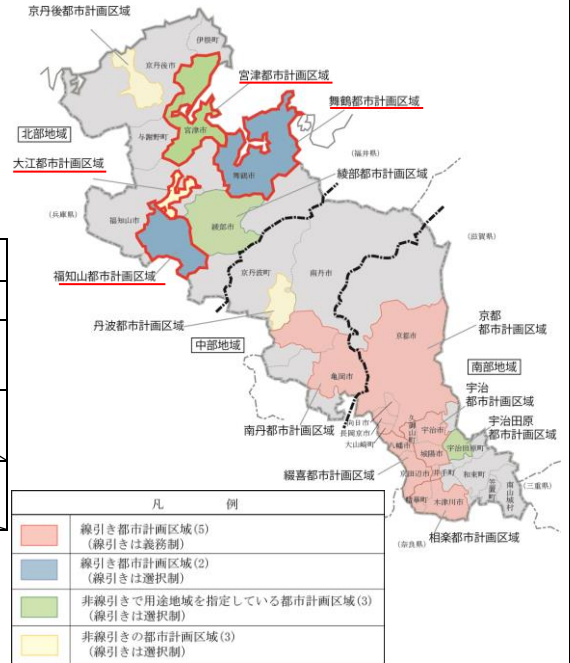 京丹後都市計画区域
伊根町
京丹後市
宮津都市計画区域
舞鶴都市計画区域
宮津市
与謝野町
北部地域
大江都市計画区域
舞鶴市
(福井県)
綾部都市計画区域
(兵庫県)
福知山市
綾部市
(滋賀県)
福知山都市計画区域
京丹波町
南丹市
丹波都市計画区域
京都
都市計画区域
京都市
中部地域
南部地域
亀岡市
宇治
都市計画区域
南丹都市計画区域
向日市
長岡京市
大山崎町
久御山町
宇治市
宇治田原
都市計画区域
八幡市
城陽市
宇治田原町
綴喜都市計画区域
京田辺市
井手町
和束町
笠置町
南山城村
(三重県)
精華町
木津川市
(奈良県)
相楽都市計画区域
凡 例
線引き都市計画区域(5)
(線引きは義務制)
線引き都市計画区域(2)
(線引きは選択制)
非線引きで用途地域を指定している都市計画区域(3)
(線引きは選択制)
非線引きの都市計画区域(3)
(線引きは選択制)